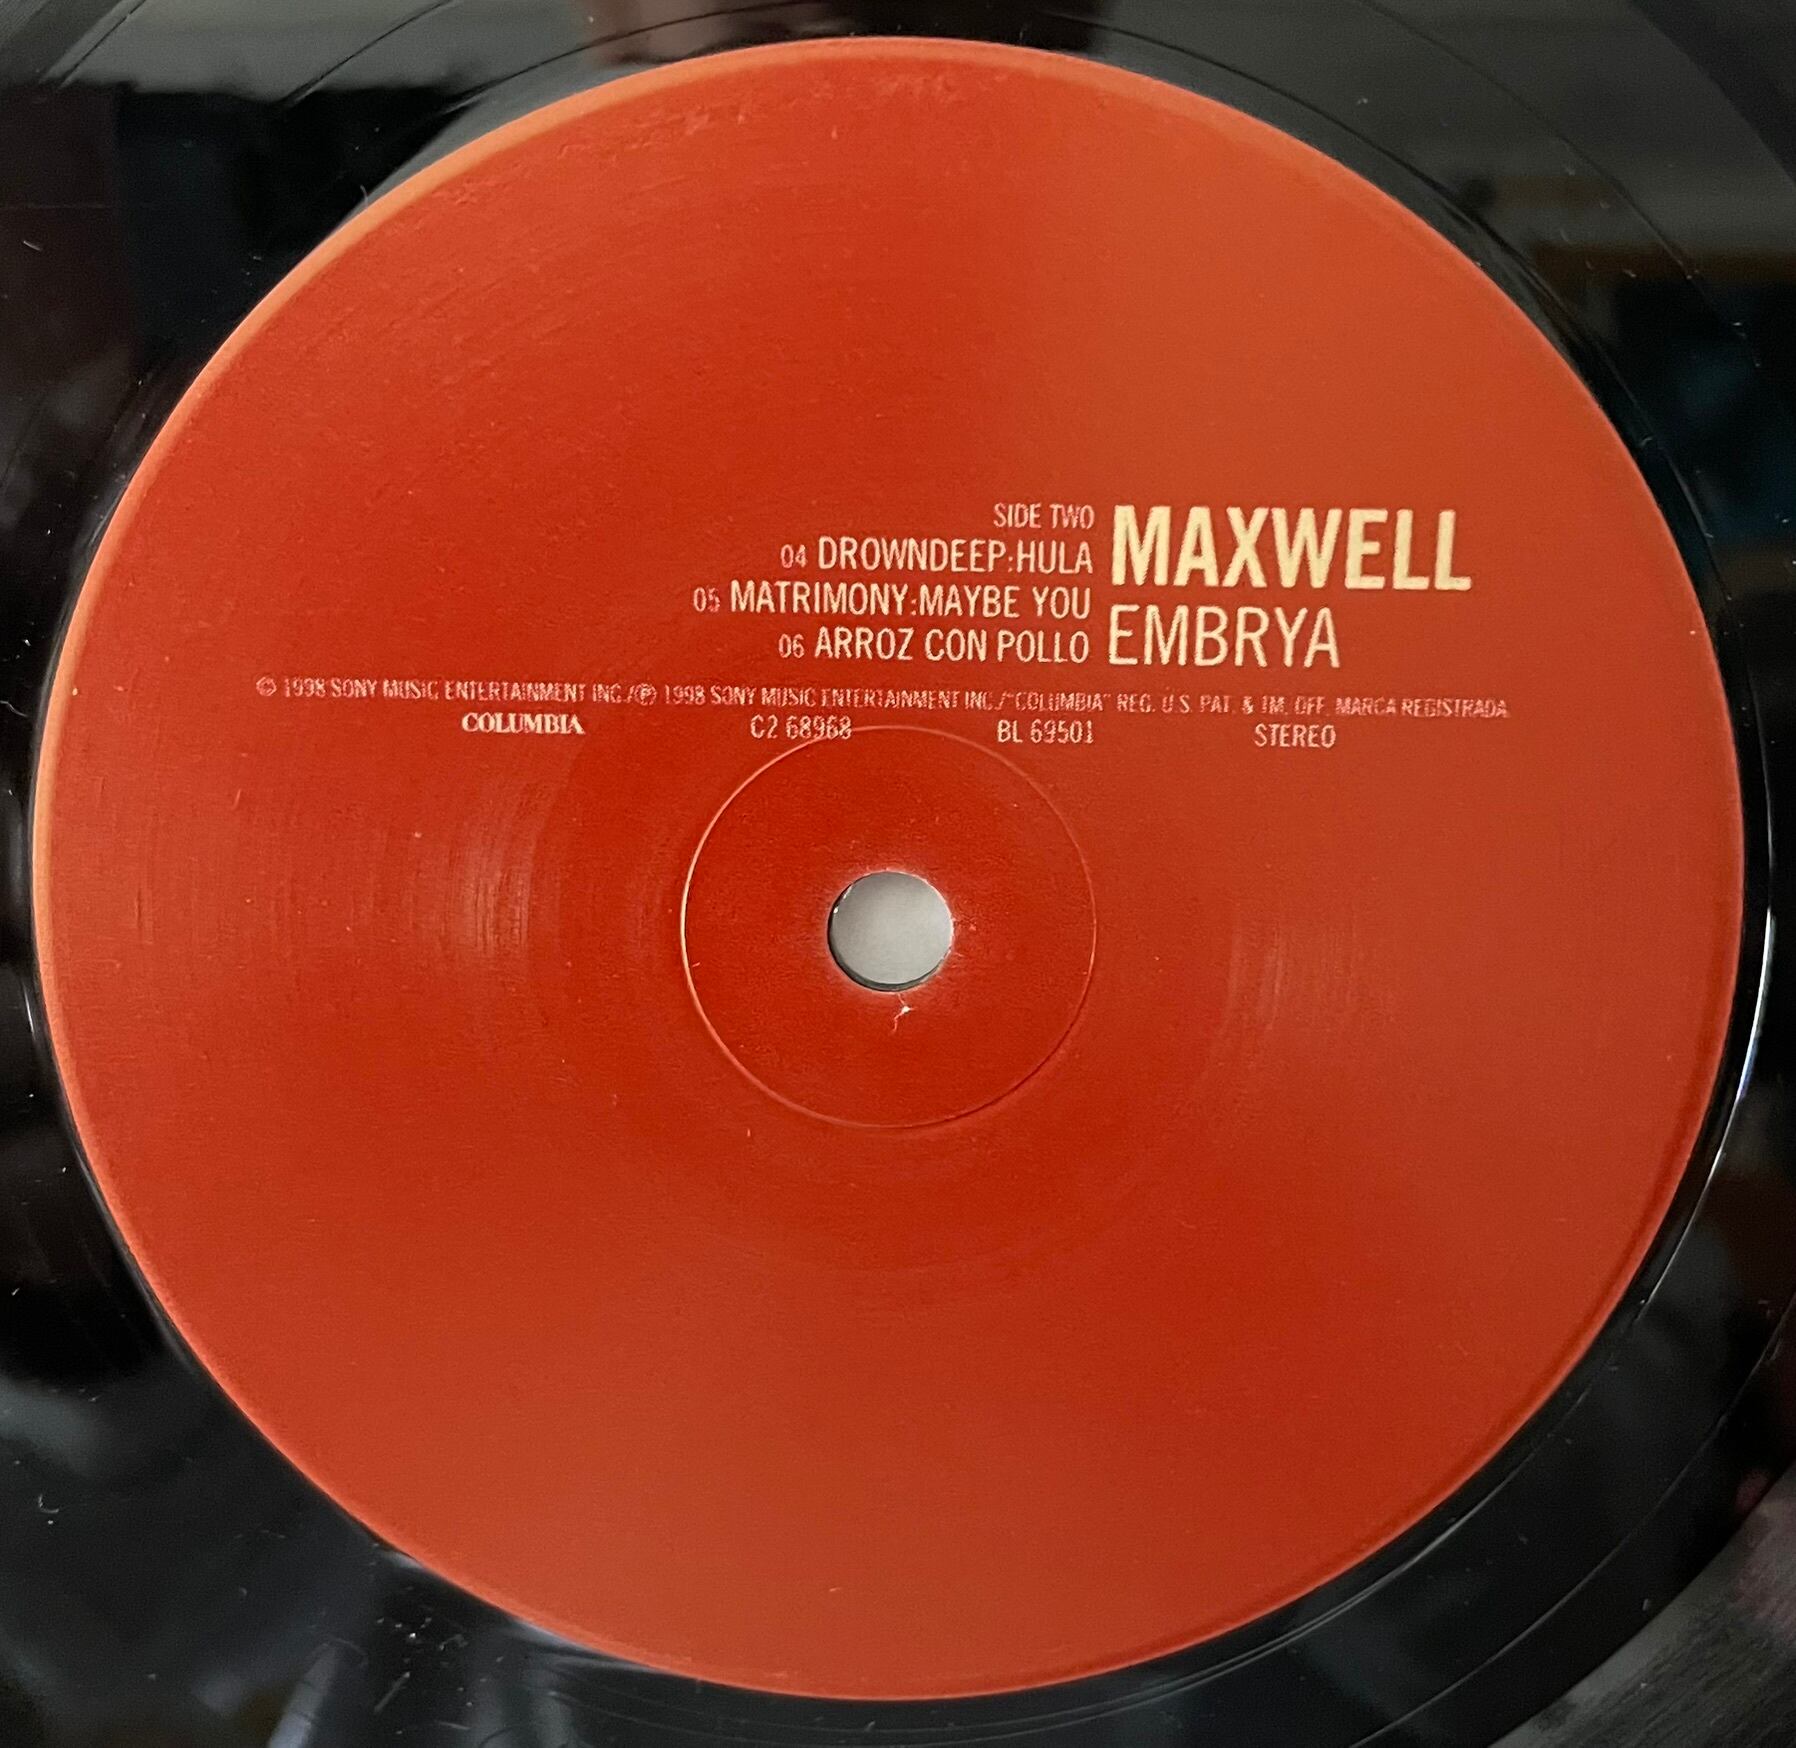 SIDE TWO
04 DROWNDEEP:HULA
05 MATRIMONY:MAYBE YOU
06 ARROZ CON POLLO
MAXWELL
EMBRYA
© 1998 SONY MUSIC ENTERTAINMENT INC./℗ 1998 SONY MUSIC ENTERTAINMENT INC./"COLUMBIA" REG. U.S. PAT. & TM. OFF. MARCA REGISTRADA
COLUMBIA C2 68968 BL 69501 STEREO